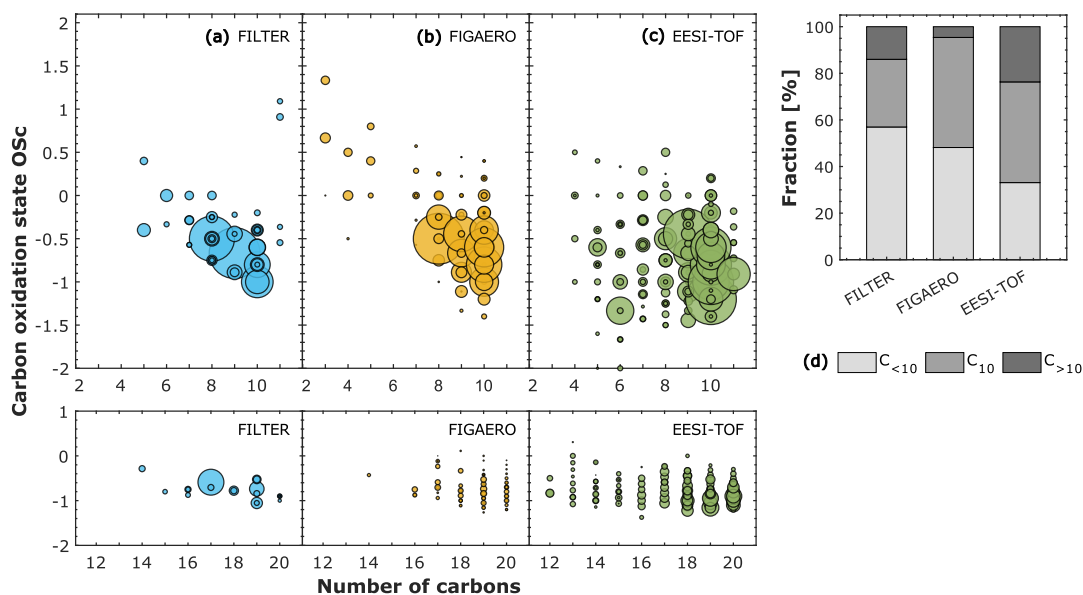 (a) FILTER
(b) FIGAERO
(c) EESI-TOF
2
1.5
1
0.5
0
-0.5
-1
-1.5
-2
Carbon oxidation state OSc
2 4 6 8 10
2 4 6 8 10
2 4 6 8 10
FILTER
FIGAERO
EESI-TOF
1
0
-1
-2
12 14 16 18 20
12 14 16 18 20
12 14 16 18 20
Number of carbons
100
80
60
40
20
0
Fraction [%]
FILTER
FIGAERO
EESI-TOF
(d) C<10 C10 C>10